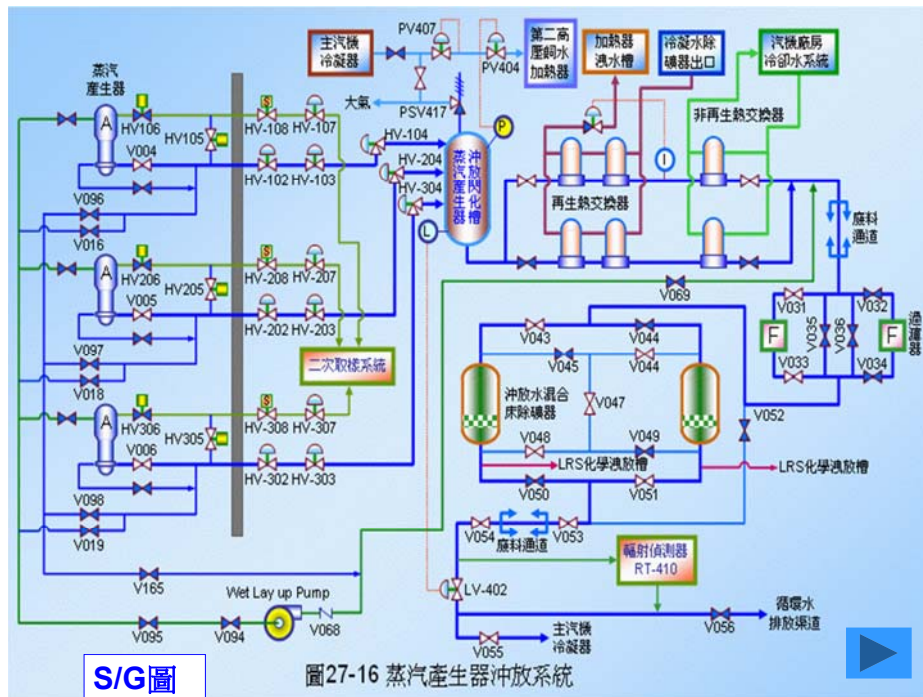 PV407
主汽機
冷凝器
第二高
壓飼水
加熱器
加熱器
洩水槽
冷凝水除
礦器出口
汽機廠房
冷卻水系統
PV404
蒸汽
產生器
大氣
PSV417
非再生熱交換器
A
HV106
HV105
HV-108
HV-107
HV-104
P
V004
HV-102
HV-103
HV-204
HV-304
蒸汽產生器
沖放閃化槽
I
再生熱交換器
V096
V016
L
廢料
通道
A
HV206
HV205
HV-208
HV-207
V005
HV-202
HV-203
V069
V031
V032
F
V035
V036
F
過濾器
V033
V034
V097
V018
二次取樣系統
V043
V044
V045
V044
沖放水混合
床除礦器
V047
V052
A
HV306
HV305
HV-308
HV-307
V006
HV-302
HV-303
V048
V049
LRS化學洩放槽
LRS化學洩放槽
V050
V051
V098
V019
V054
V053
廢料通道
V165
Wet Lay up Pump
V068
V095
V094
LV-402
輻射偵測器
RT-410
V056
循環水
排放渠道
V055
主汽機
冷凝器
S/G圖
圖27-16 蒸汽產生器沖放系統